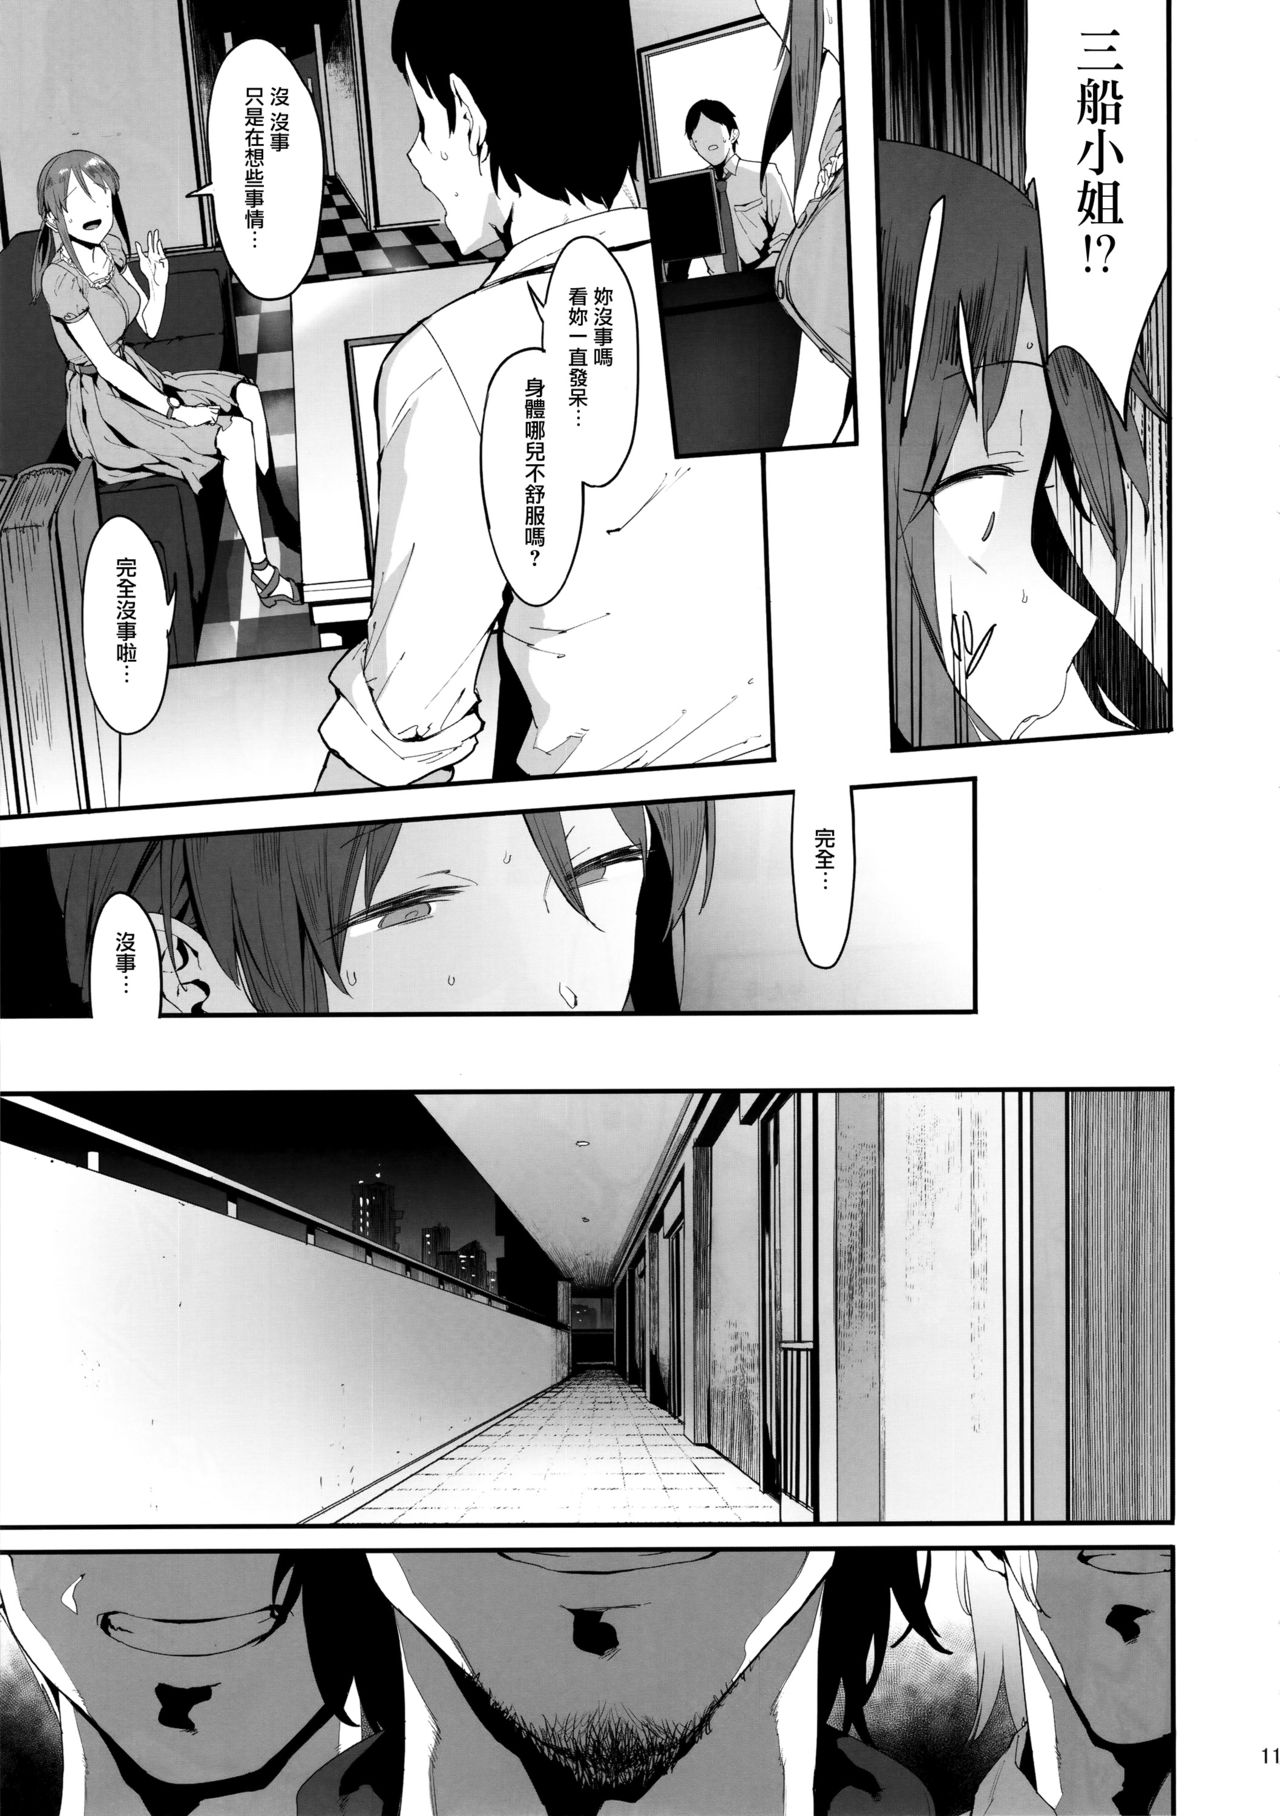 三船小姐!?
妳沒事嗎
看妳一直發呆…
身體哪兒不舒服嗎?
沒 沒事
只是在想些事情…
完全沒事啦…
完全…
沒事…
11